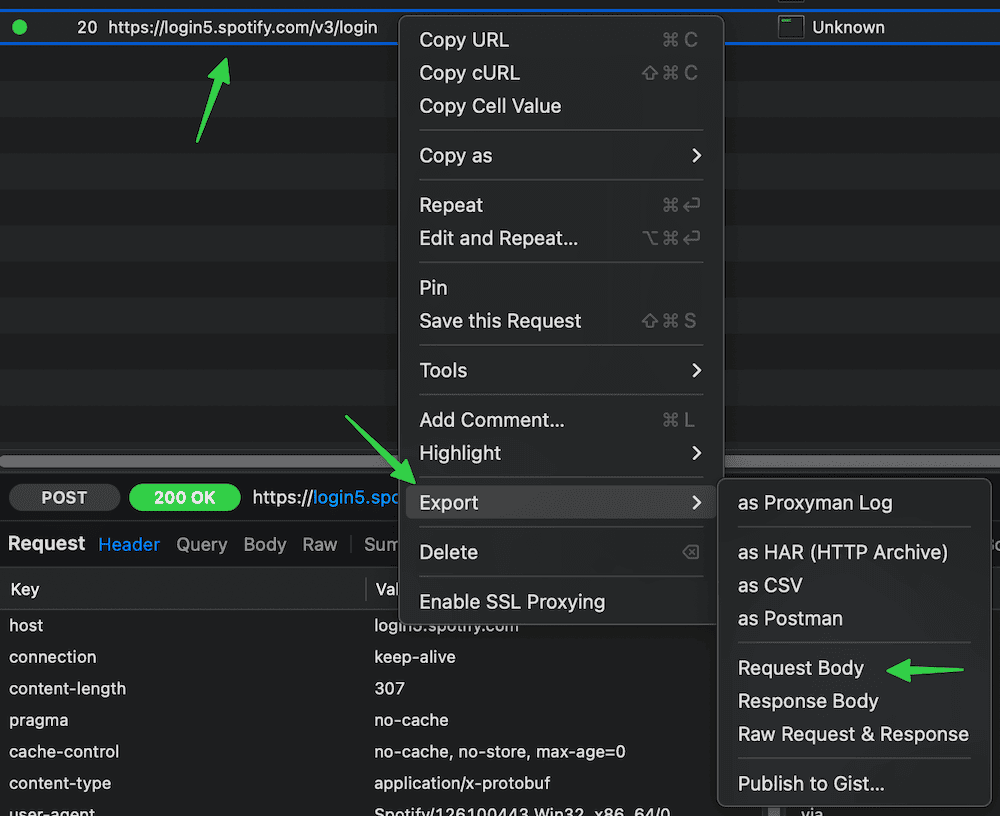 20 https://login5.spotify.com/v3/login Unknown
Copy URL ⌘ C
Copy cURL ⇧ ⌘ C
Copy Cell Value
Copy as
Repeat ⌘ ↩
Edit and Repeat... ⌥ ⌘ ↩
Pin
Save this Request ⇧ ⌘ S
Tools
Add Comment... ⌘ L
Highlight
Export
Delete ⌫
Enable SSL Proxying
as Proxyman Log
as HAR (HTTP Archive)
as CSV
as Postman
Request Body
Response Body
Raw Request & Response
Publish to Gist...
POST 200 OK https://login5.spo
Request Header Query Body Raw Sum
Key Val
host login5.spotify.com
connection keep-alive
content-length 307
pragma no-cache
cache-control no-cache, no-store, max-age=0
content-type application/x-protobuf
user-agent Spotify/126100443 Win32_x86_64/0
via